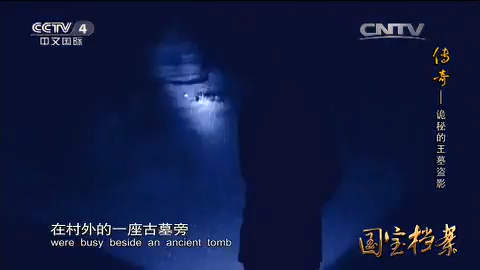 CCTV 4
中文国际
CNTV
传奇——诡秘的王墓盗影
在村外的一座古墓旁
were busy beside an ancient tomb
国宝档案